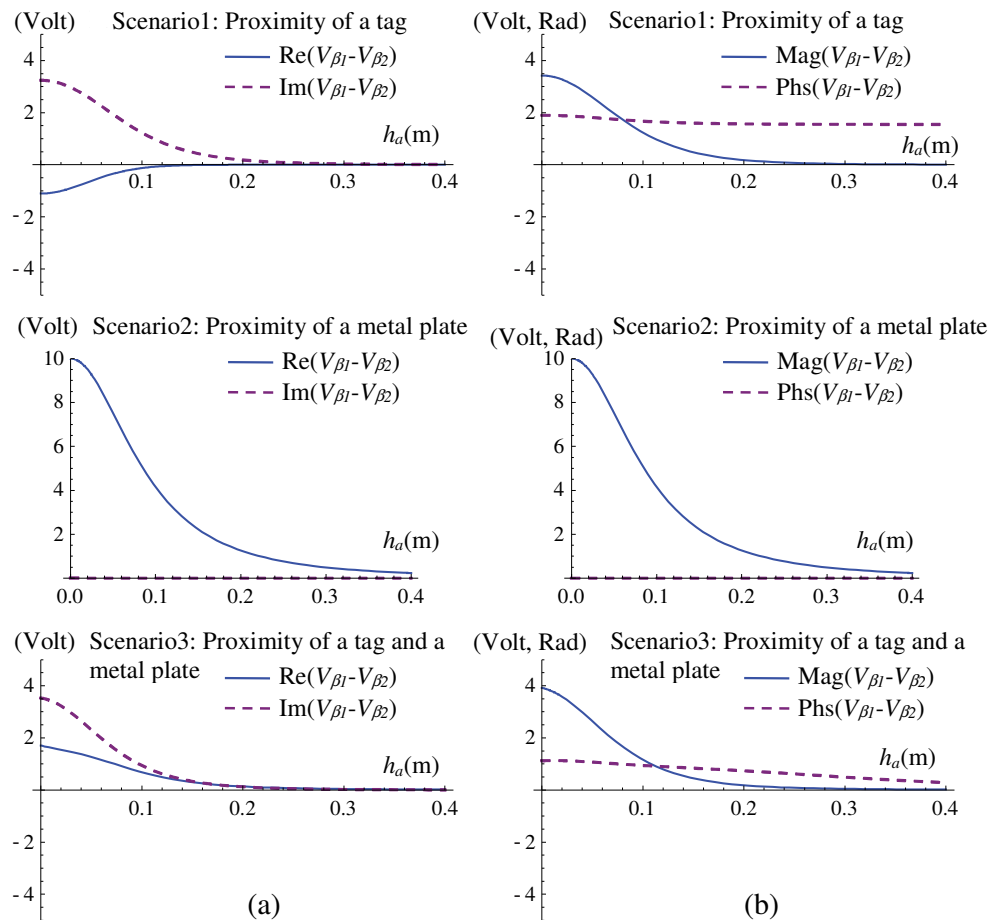 (Volt)
Scenario1: Proximity of a tag
Re(Vβ1-Vβ2)
Im(Vβ1-Vβ2)
ha(m)
4
2
-2
-4
0.1
0.2
0.3
0.4
(Volt, Rad)
Scenario1: Proximity of a tag
Mag(Vβ1-Vβ2)
Phs(Vβ1-Vβ2)
ha(m)
4
2
-2
-4
0.1
0.2
0.3
0.4
(Volt)
Scenario2: Proximity of a metal plate
Re(Vβ1-Vβ2)
Im(Vβ1-Vβ2)
ha(m)
10
8
6
4
2
0.0
0.1
0.2
0.3
0.4
(Volt, Rad)
Scenario2: Proximity of a metal plate
Mag(Vβ1-Vβ2)
Phs(Vβ1-Vβ2)
ha(m)
10
8
6
4
2
0.0
0.1
0.2
0.3
0.4
(Volt)
Scenario3: Proximity of a tag and a
metal plate
Re(Vβ1-Vβ2)
Im(Vβ1-Vβ2)
ha(m)
4
2
-2
-4
0.1
0.2
0.3
0.4
(a)
(Volt, Rad)
Scenario3: Proximity of a tag and a
metal plate
Mag(Vβ1-Vβ2)
Phs(Vβ1-Vβ2)
ha(m)
4
2
-2
-4
0.1
0.2
0.3
0.4
(b)